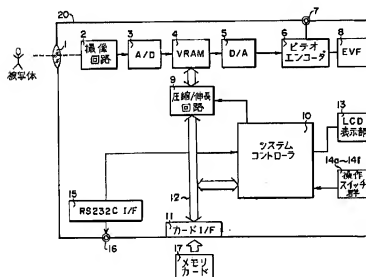 20
7
1
2
3
4
5
6
8
撮像
回路
A/D
VRAM
D/A
ビデオ
エンコーダ
EVF
被写体
9
圧縮/伸長
回路
10
システム
コントローラ
13
LCD
表示部
14a~14f
操作
スイッチ
群
15
RS232C I/F
12
16
11
カード I/F
17
メモリ
カード